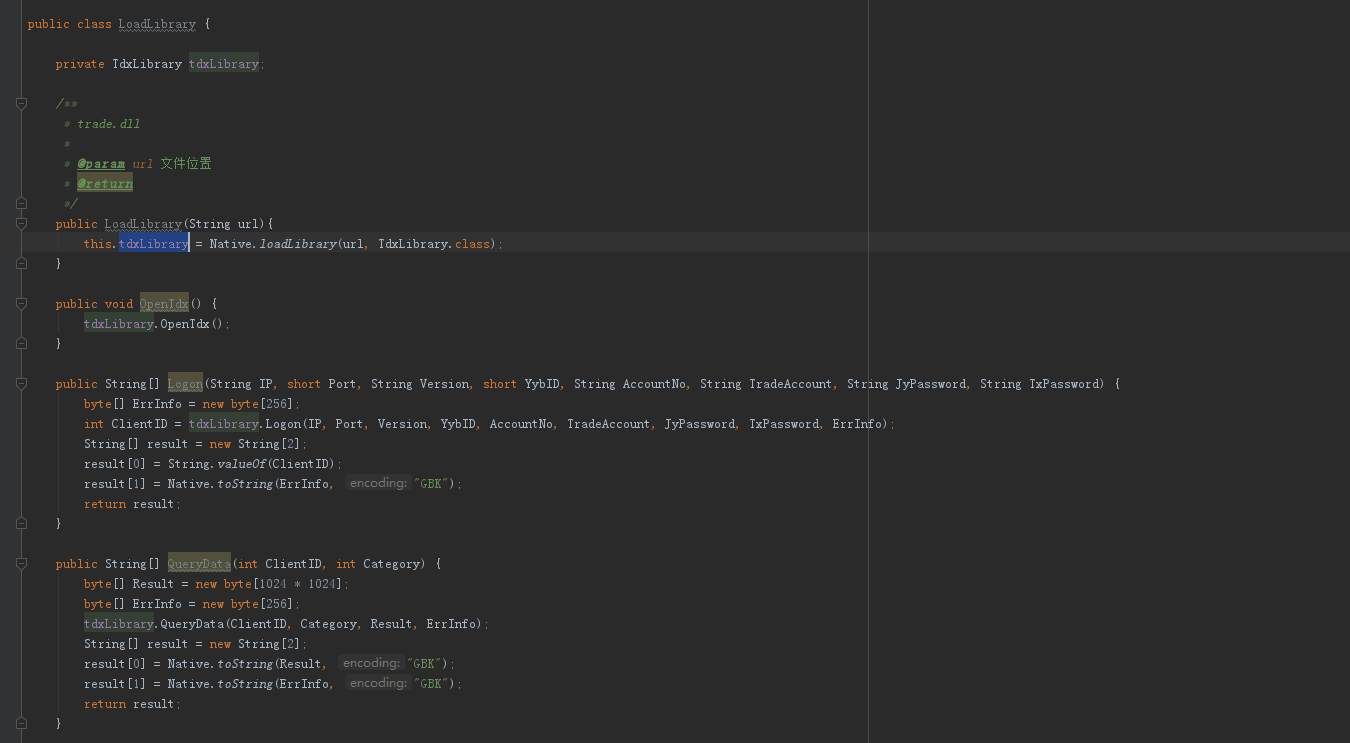 public class LoadLibrary {
private TdxLibrary tdxLibrary;
/**
* trade.dll
*
* @param url 文件位置
* @return
*/
public LoadLibrary(String url){
this.tdxLibrary = Native.loadLibrary(url, TdxLibrary.class);
}
public void OpenTdx() {
tdxLibrary.OpenTdx();
}
public String[] Logon(String IP, short Port, String Version, short YybID, String AccountNo, String TradeAccount, String JyPassword, String TxPassword) {
byte[] ErrInfo = new byte[256];
int ClientID = tdxLibrary.Logon(IP, Port, Version, YybID, AccountNo, TradeAccount, JyPassword, TxPassword, ErrInfo);
String[] result = new String[2];
result[0] = String.valueOf(ClientID);
result[1] = Native.toString(ErrInfo, encoding: "GBK");
return result;
}
public String[] QueryData(int ClientID, int Category) {
byte[] Result = new byte[1024 * 1024];
byte[] ErrInfo = new byte[256];
tdxLibrary.QueryData(ClientID, Category, Result, ErrInfo);
String[] result = new String[2];
result[0] = Native.toString(Result, encoding: "GBK");
result[1] = Native.toString(ErrInfo, encoding: "GBK");
return result;
}